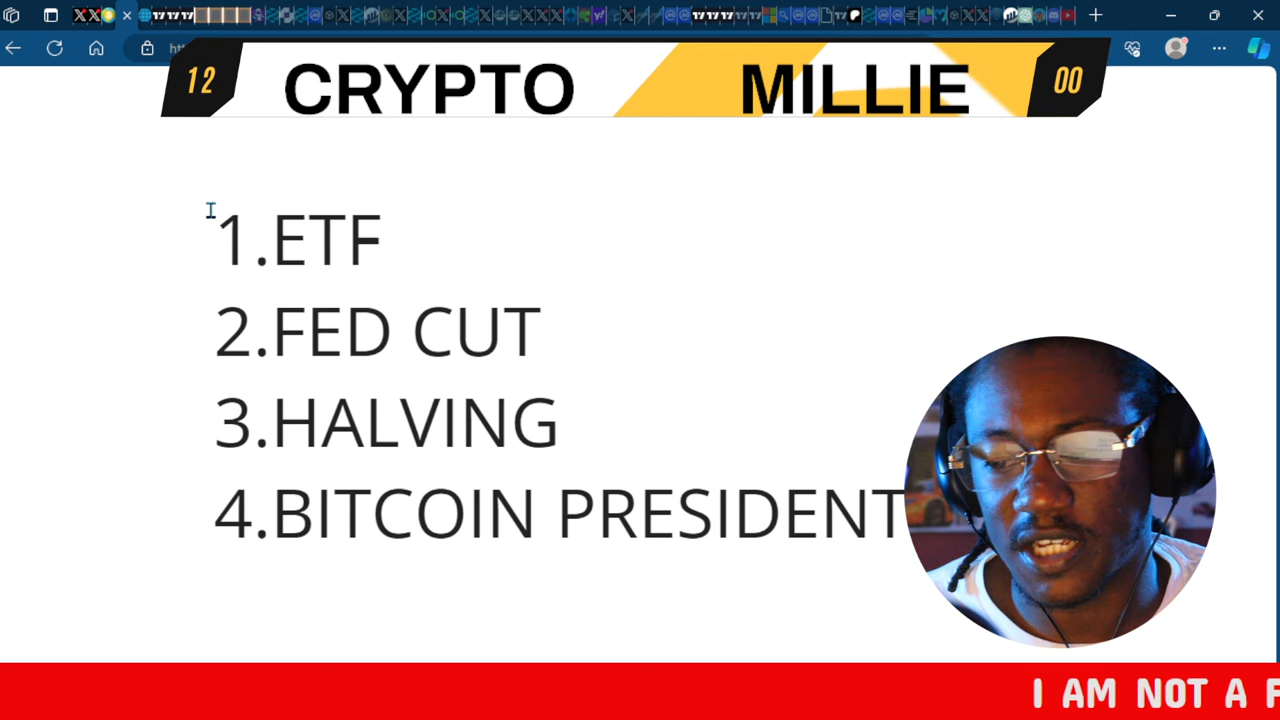 12 CRYPTO MILLIE 00
1.ETF
2.FED CUT
3.HALVING
4.BITCOIN PRESIDENT
I AM NOT A